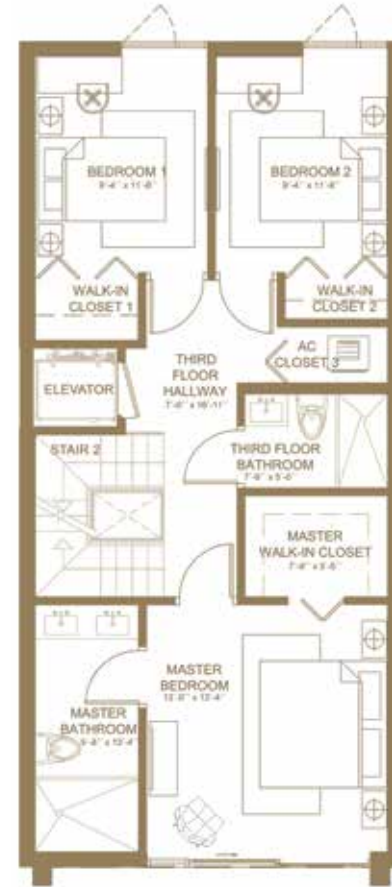 BEDROOM 1
9'-4" x 11'-8"
BEDROOM 2
9'-4" x 11'-8"
WALK-IN
CLOSET 1
WALK-IN
CLOSET 2
AC
CLOSET 3
ELEVATOR
THIRD
FLOOR
HALLWAY
STAIR 2
THIRD FLOOR
BATHROOM
MASTER
WALK-IN CLOSET
MASTER
BEDROOM
MASTER
BATHROOM